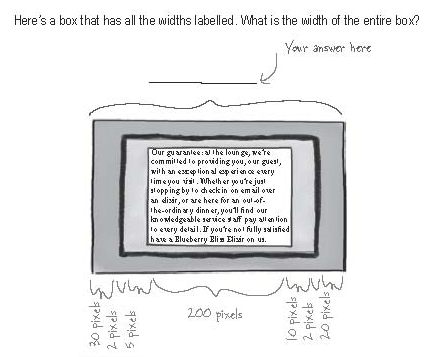 Here's a box that has all the widths labelled. What is the width of the entire box?
Your answer here
Our guarantee: at the lounge, we're
committed to providing you, our guest,
with an exceptional experience every
time you visit. Whether you're just
stopping by to check in on email over
an elixir, or are here for an out-of-
the-ordinary dinner, you'll find our
knowledgeable service staff pay attention
to every detail. If you're not fully satisfied
have a Blueberry Bliss Elixir on us.
30 pixels
2 pixels
5 pixels
200 pixels
10 pixels
2 pixels
20 pixels